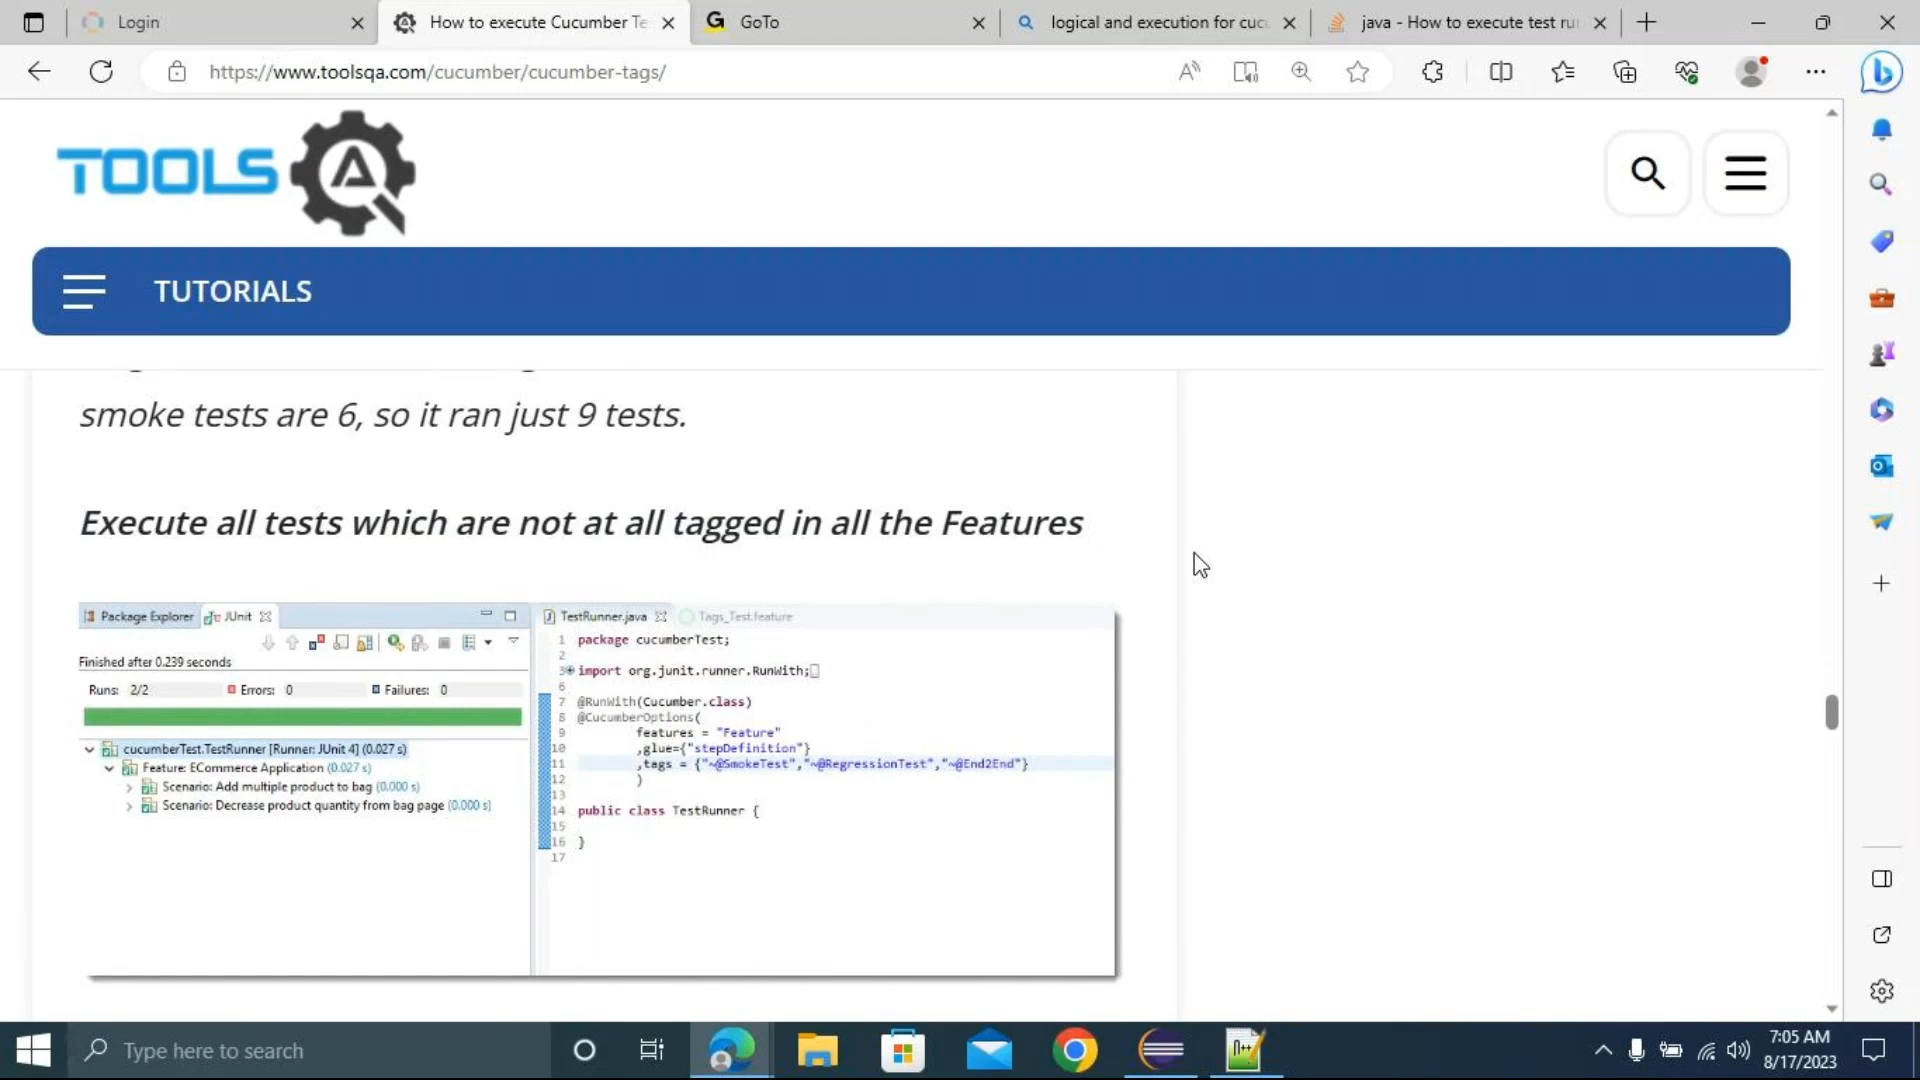 Login
How to execute Cucumber Te
GoTo
logical and execution for cuc
java - How to execute test ru
https://www.toolsqa.com/cucumber/cucumber-tags/
TOOLS QA
TUTORIALS
smoke tests are 6, so it ran just 9 tests.
Execute all tests which are not at all tagged in all the Features
Package Explorer
JUnit
Finished after 0.239 seconds
Runs: 2/2
Errors: 0
Failures: 0
cucumberTest.TestRunner [Runner: JUnit 4] (0.027 s)
Feature: ECommerce Application (0.027 s)
Scenario: Add multiple product to bag (0.000 s)
Scenario: Decrease product quantity from bag page (0.000 s)
TestRunner.java
Tags_Test.feature
1 package cucumberTest;
2
3 import org.junit.runner.RunWith;
6
7 @RunWith(Cucumber.class)
8 @CucumberOptions(
9 features = "Feature"
10 ,glue={"stepDefinition"}
11 ,tags = {"~@SmokeTest","~@RegressionTest","~@End2End"}
12 )
13
14 public class TestRunner {
15
16 }
17
Type here to search
7:05 AM
8/17/2023